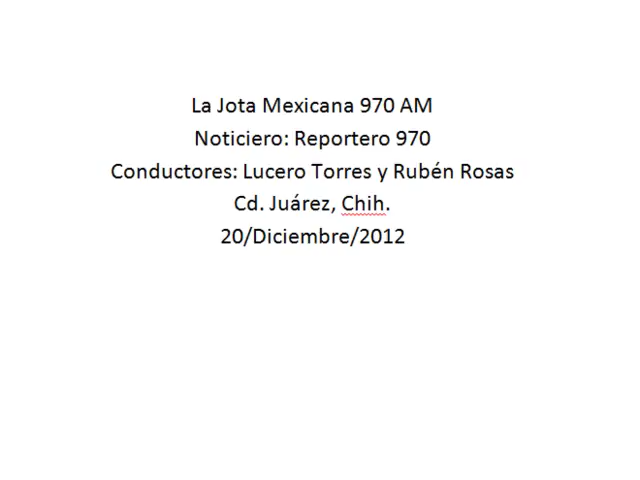 La Jota Mexicana 970 AM
Noticiero: Reportero 970
Conductores: Lucero Torres y Rubén Rosas
Cd. Juárez, Chih.
20/Diciembre/2012